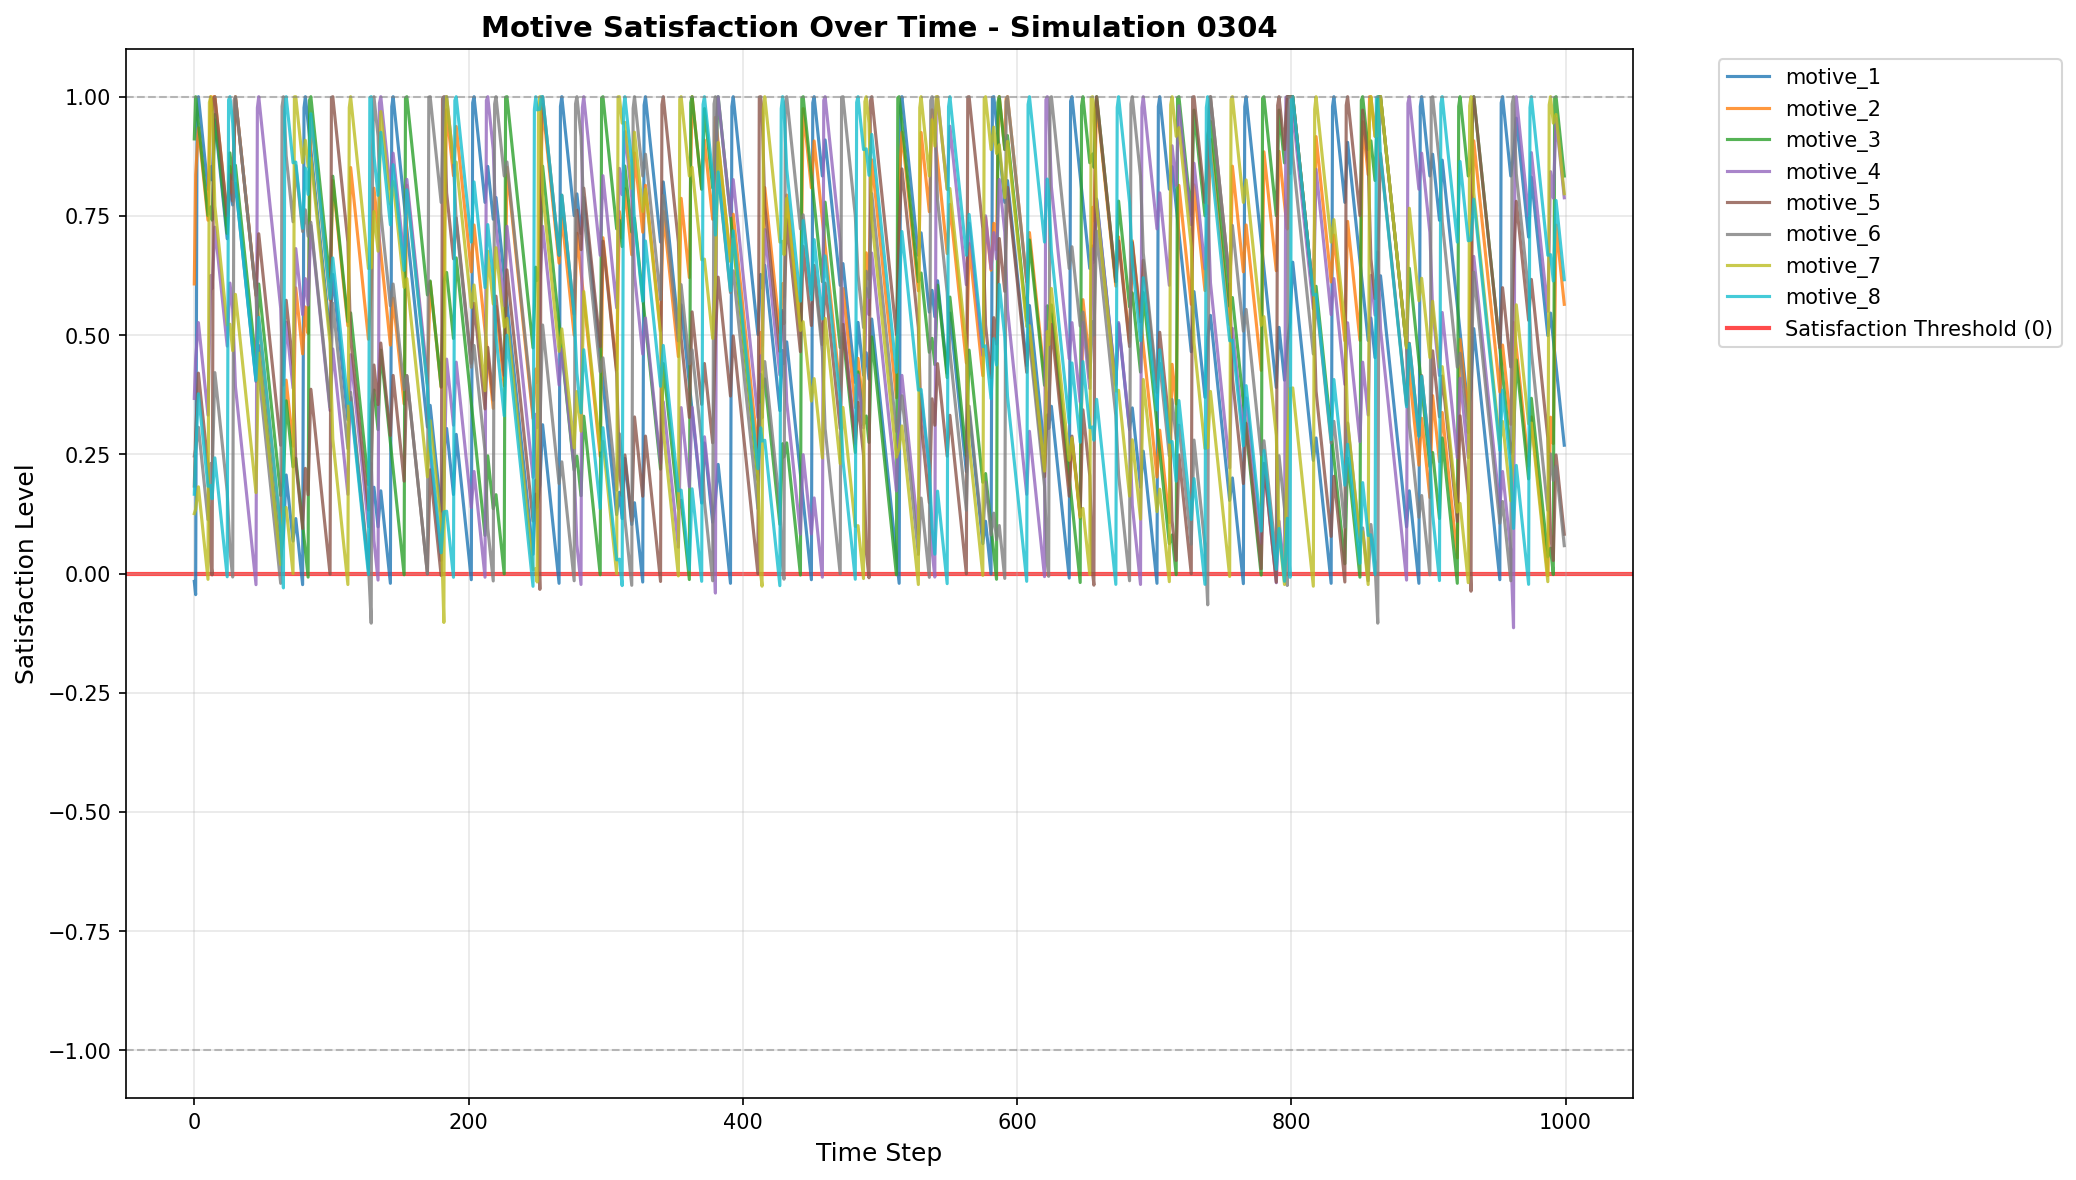 Motive Satisfaction Over Time - Simulation 0304
1.00
0.75
0.50
0.25
0.00
−0.25
−0.50
−0.75
−1.00
Satisfaction Level
0
200
400
600
800
1000
Time Step
motive_1
motive_2
motive_3
motive_4
motive_5
motive_6
motive_7
motive_8
Satisfaction Threshold (0)